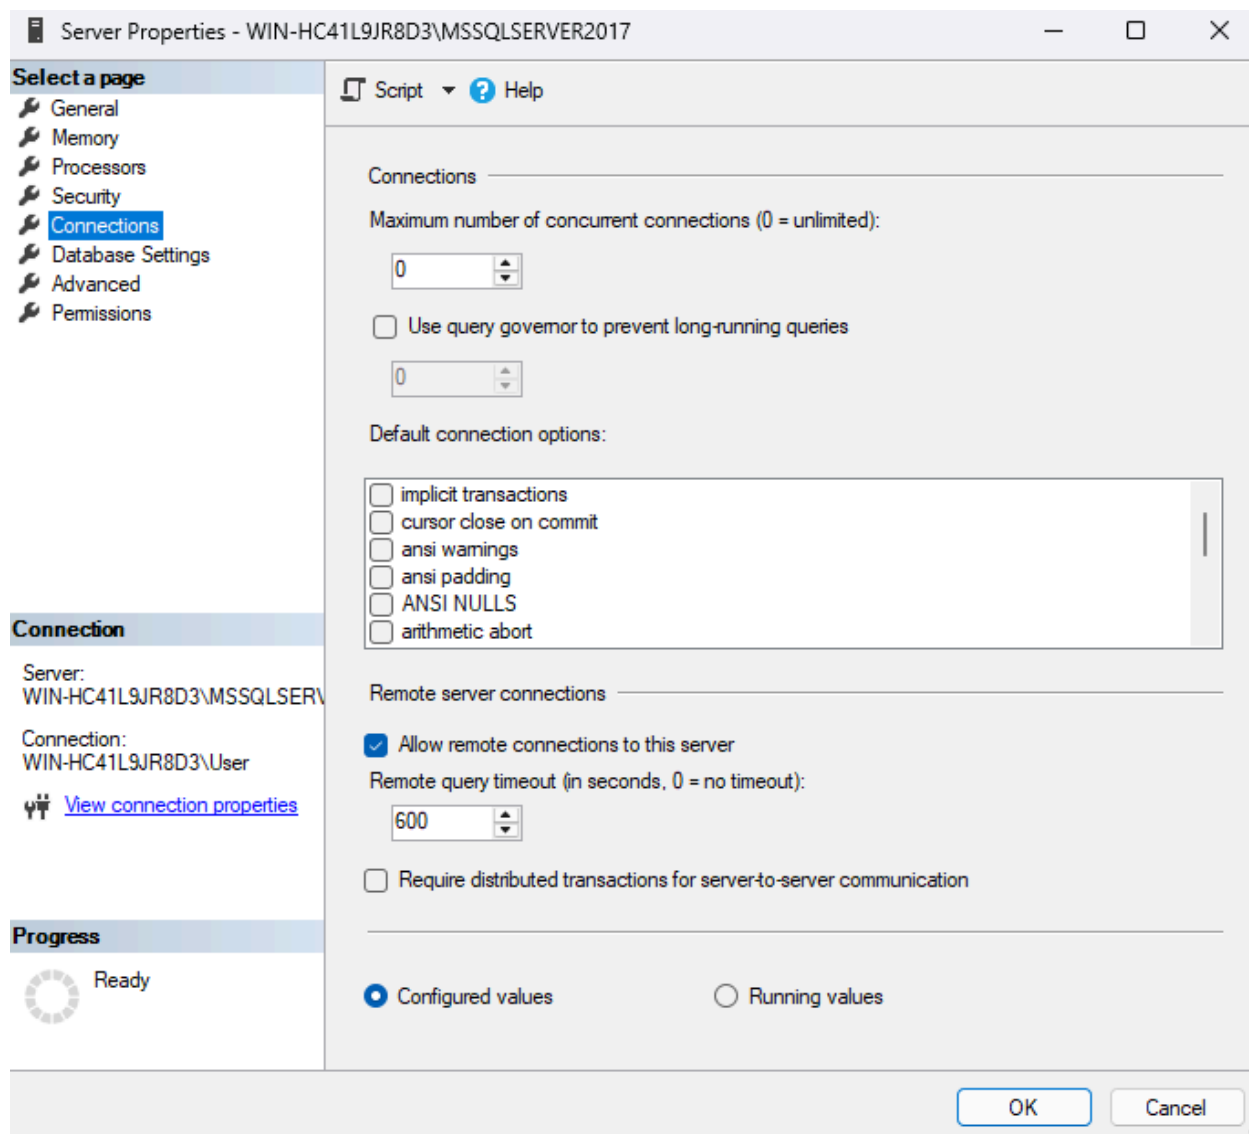 Server Properties - WIN-HC41L9JR8D3\MSSQLSERVER2017
Select a page
General
Memory
Processors
Security
Connections
Database Settings
Advanced
Permissions
Script
Help
Connections
Maximum number of concurrent connections (0 = unlimited):
0
Use query governor to prevent long-running queries
0
Default connection options:
implicit transactions
cursor close on commit
ansi warnings
ansi padding
ANSI NULLS
arithmetic abort
Remote server connections
Allow remote connections to this server
Remote query timeout (in seconds, 0 = no timeout):
600
Require distributed transactions for server-to-server communication
Configured values
Running values
Connection
Server:
WIN-HC41L9JR8D3\MSSQLSERV
Connection:
WIN-HC41L9JR8D3\User
View connection properties
Progress
Ready
OK
Cancel